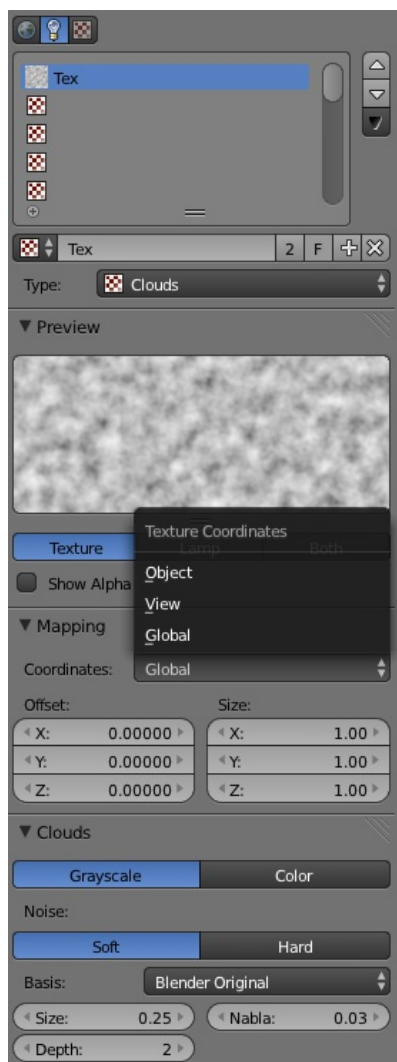 Tex
Tex 2 F
Type: Clouds
Preview
Texture Coordinates
Texture Lamp Both
Object
Show Alpha
View
Mapping
Global
Coordinates: Global
Offset: Size:
X: 0.00000 X: 1.00
Y: 0.00000 Y: 1.00
Z: 0.00000 Z: 1.00
Clouds
Grayscale Color
Noise:
Soft Hard
Basis: Blender Original
Size: 0.25 Nabla: 0.03
Depth: 2